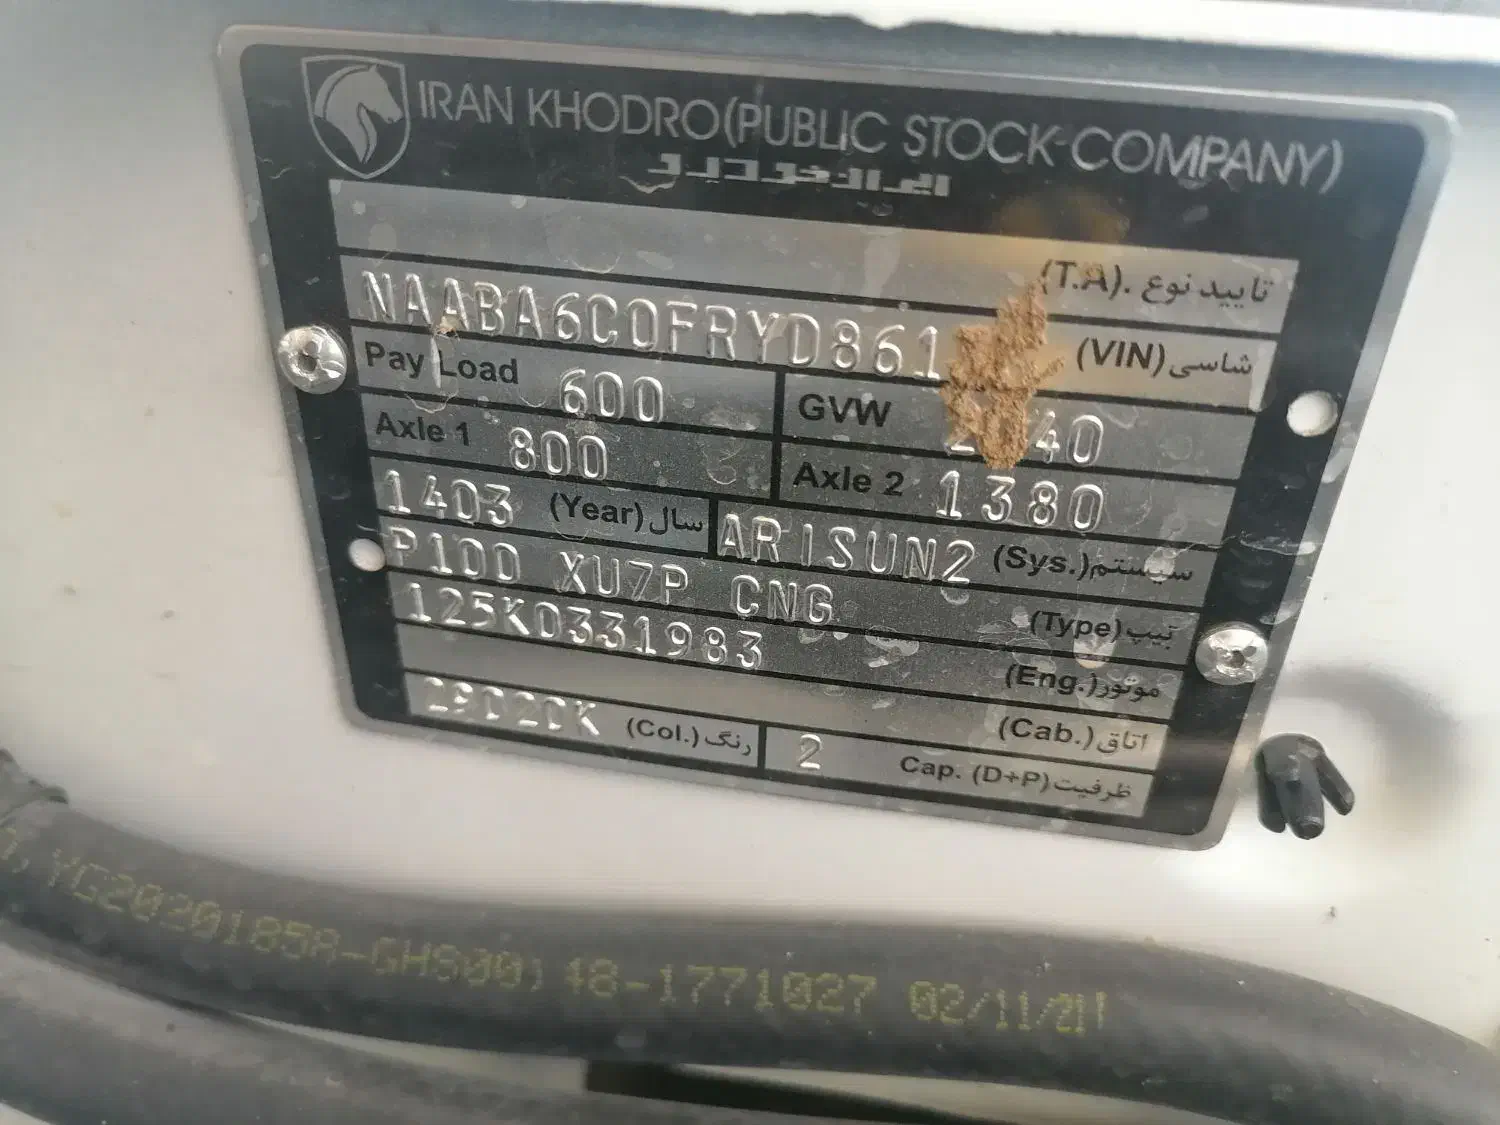 IRAN KHODRO(PUBLIC STOCK COMPANY)
ایران خودرو
تایید نوع .(T.A)
NAABA6C0FRYD861 شاسی(VIN)
Pay Load 600 GVW
Axle 1 800 Axle 2 1380
1403 سال(Year) ARISUN2 سیستم(Sys.)
P100 XU7P CNG تیپ(Type)
125K0331983 موتور(Eng.)
اتاق(Cab.)
رنگ(Col.) 2 ظرفیت(D+P) Cap.
YG20201858-GHS00) 48-1771027 02/11/21